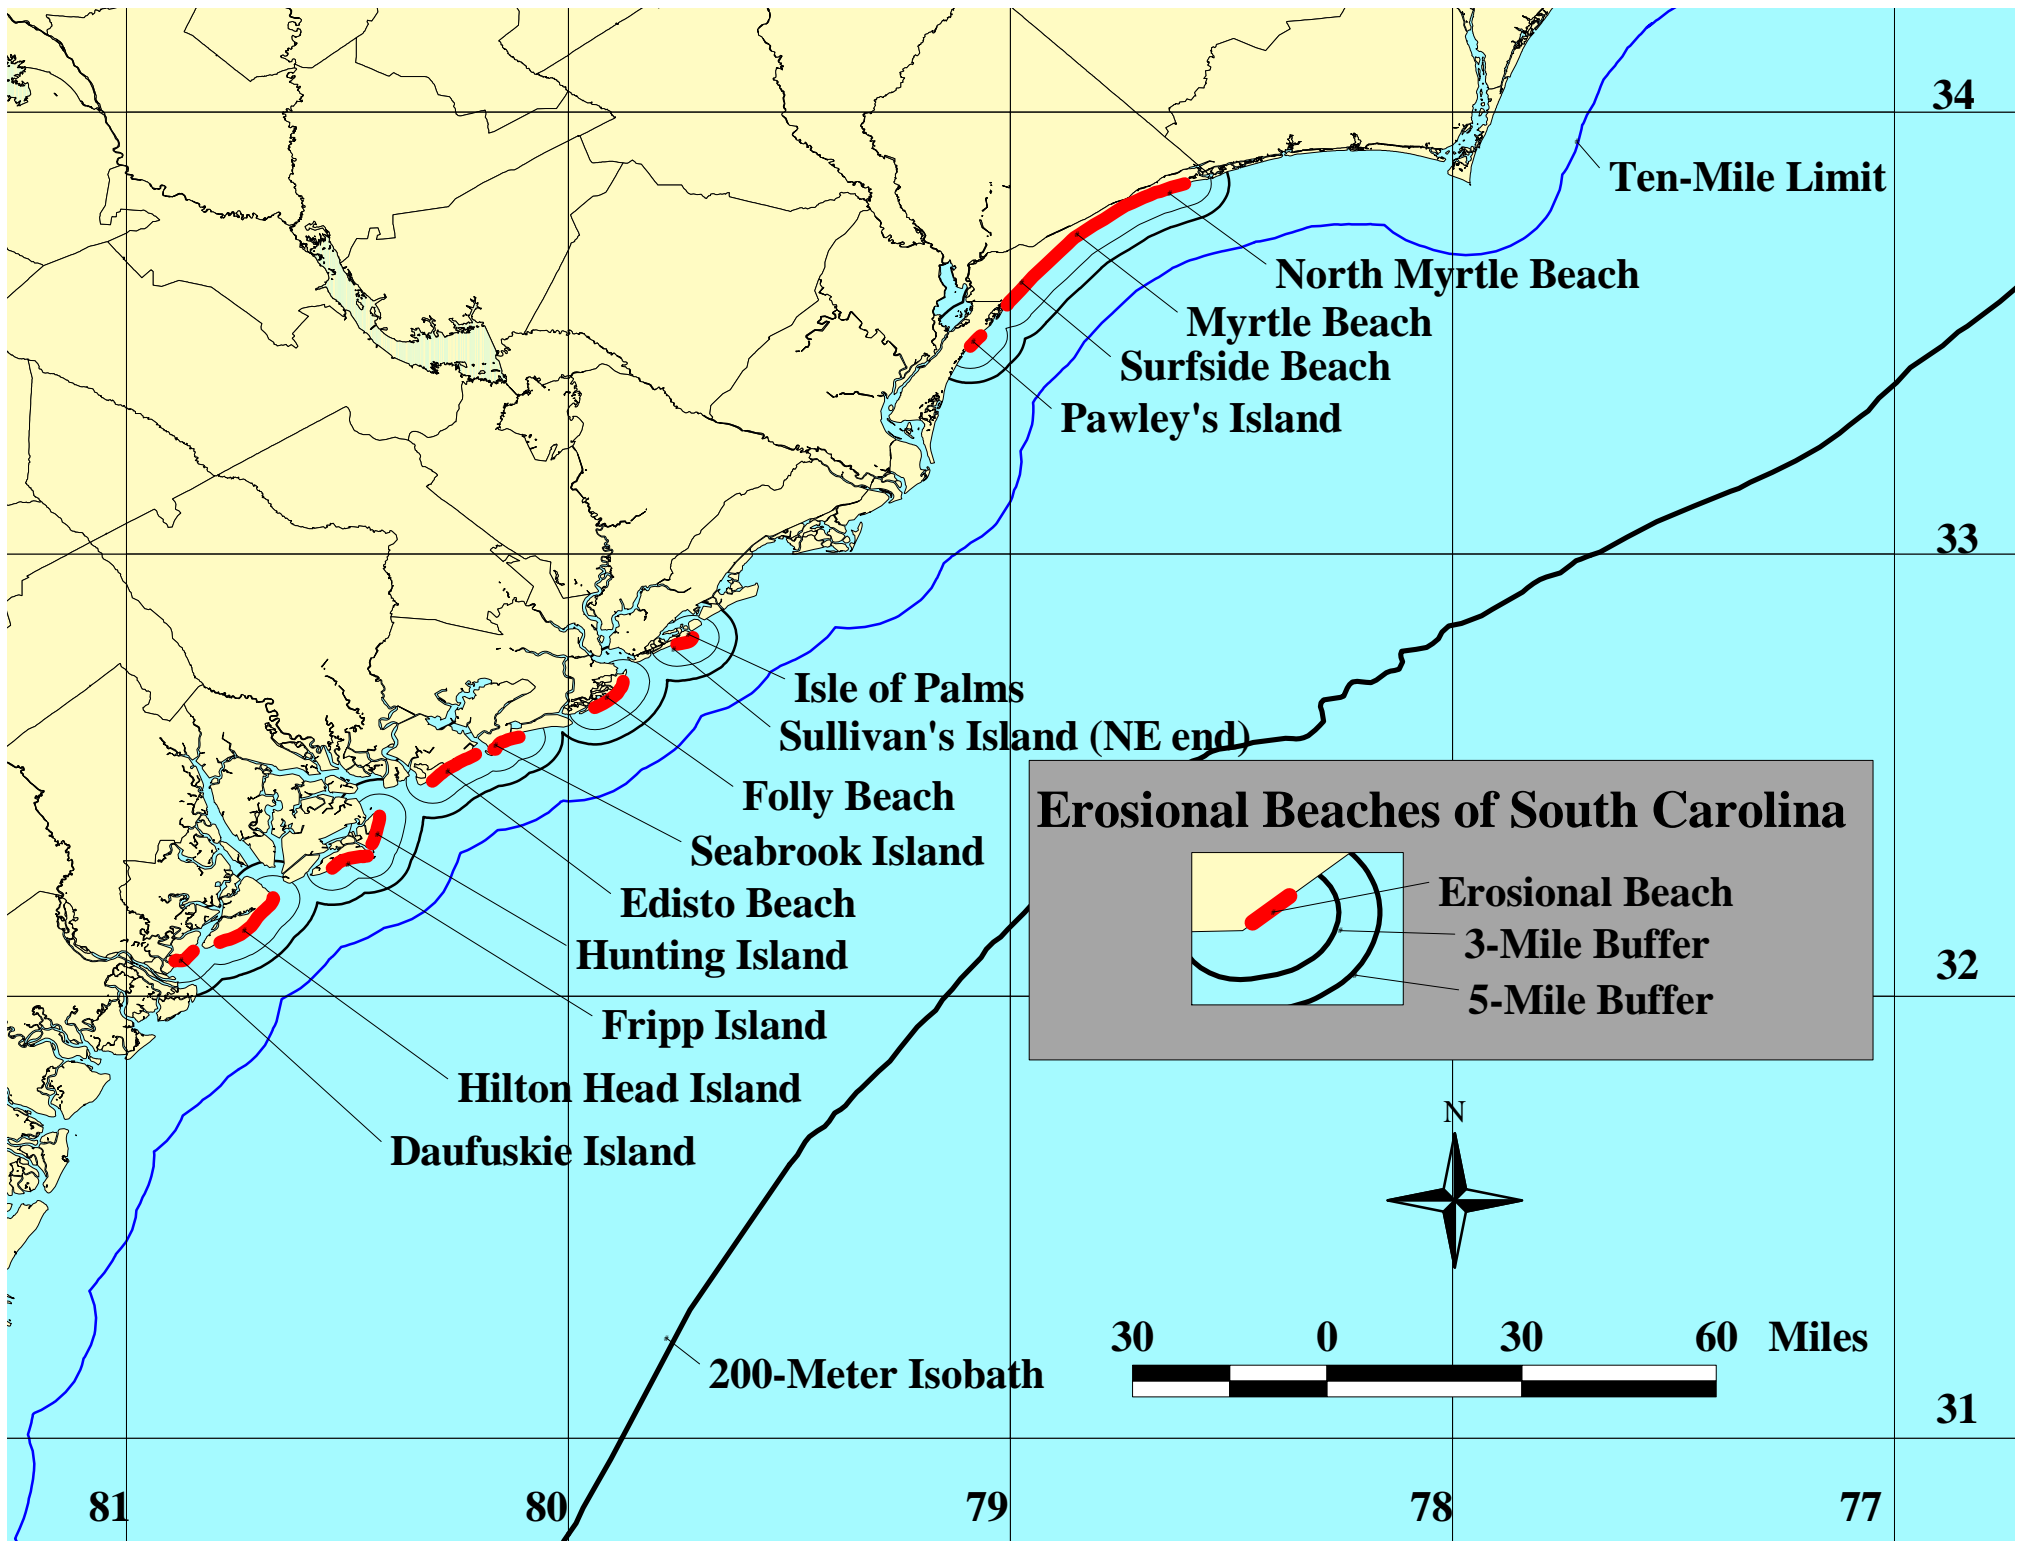 34
Ten-Mile Limit
North Myrtle Beach
Myrtle Beach
Surfside Beach
Pawley's Island
33
Isle of Palms
Sullivan's Island (NE end)
Folly Beach
Seabrook Island
Edisto Beach
Hunting Island
Fripp Island
Hilton Head Island
Daufuskie Island
Erosional Beaches of South Carolina
Erosional Beach
3-Mile Buffer
5-Mile Buffer
32
N
30 0 30 60 Miles
200-Meter Isobath
31
81 80 79 78 77